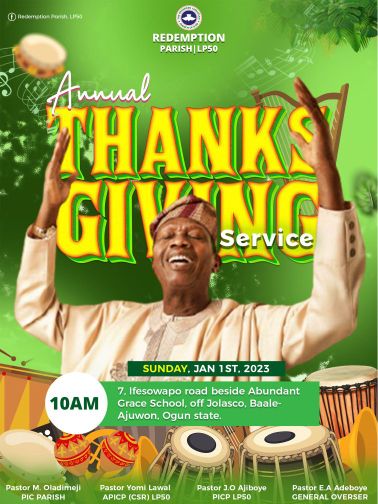 Redemption Parish, LP50
REDEMPTION
PARISH|LP50
Annual
THANKS
GIVING
Service
SUNDAY, JAN 1ST, 2023
10AM
7, Ifesowapo road beside Abundant
Grace School, off Jolasco, Baale-
Ajuwon, Ogun state.
Pastor M. Oladimeji
PIC PARISH
Pastor Yomi Lawal
APICP (CSR) LP50
Pastor J.O Ajiboye
PICP LP50
Pastor E.A Adeboye
GENERAL OVERSER